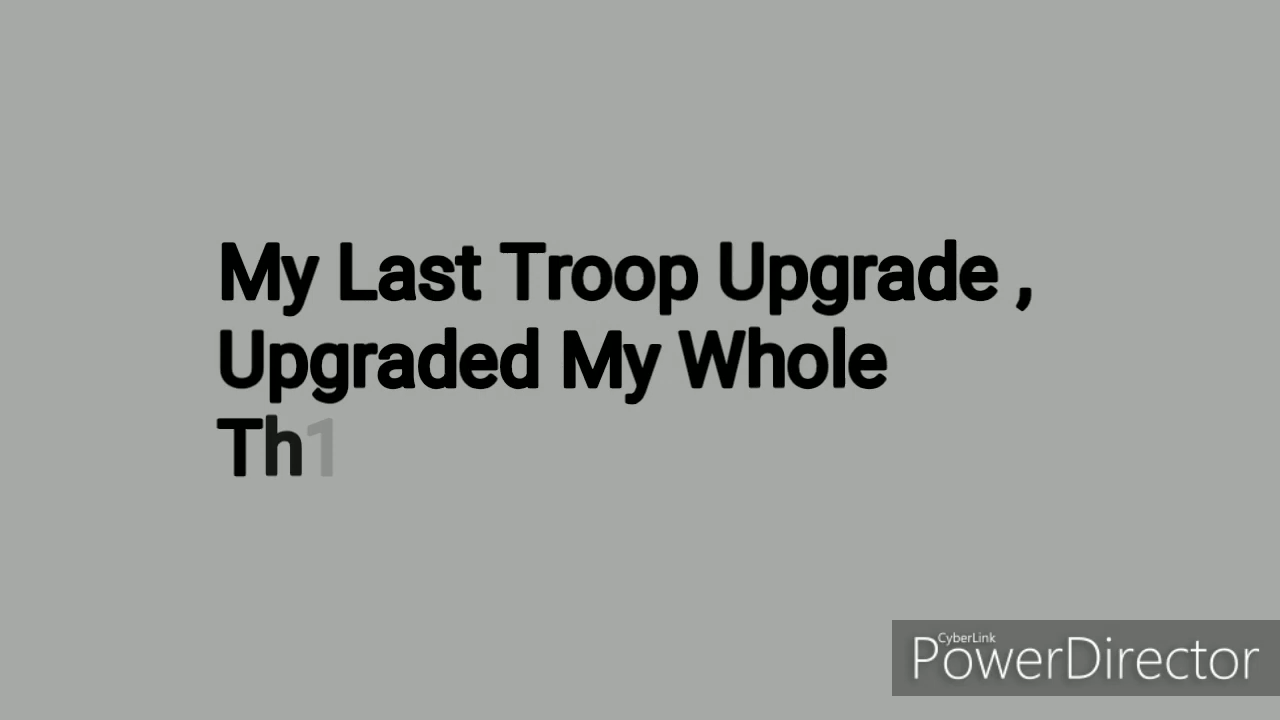 My Last Troop Upgrade ,
Upgraded My Whole
Th1
CyberLink
PowerDirector